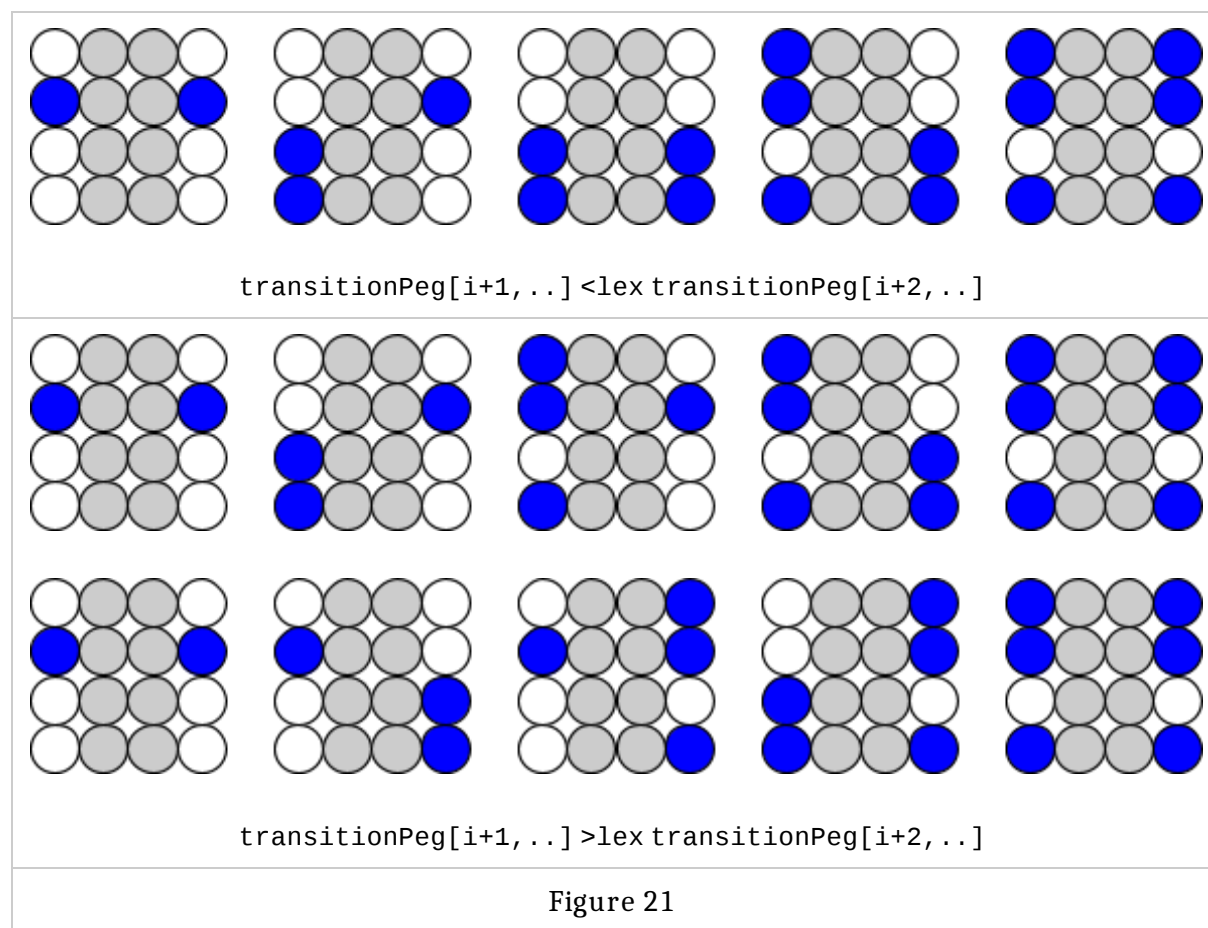 transitionPeg[i+1,..] <lex transitionPeg[i+2,..]
transitionPeg[i+1,..] >lex transitionPeg[i+2,..]
Figure 21